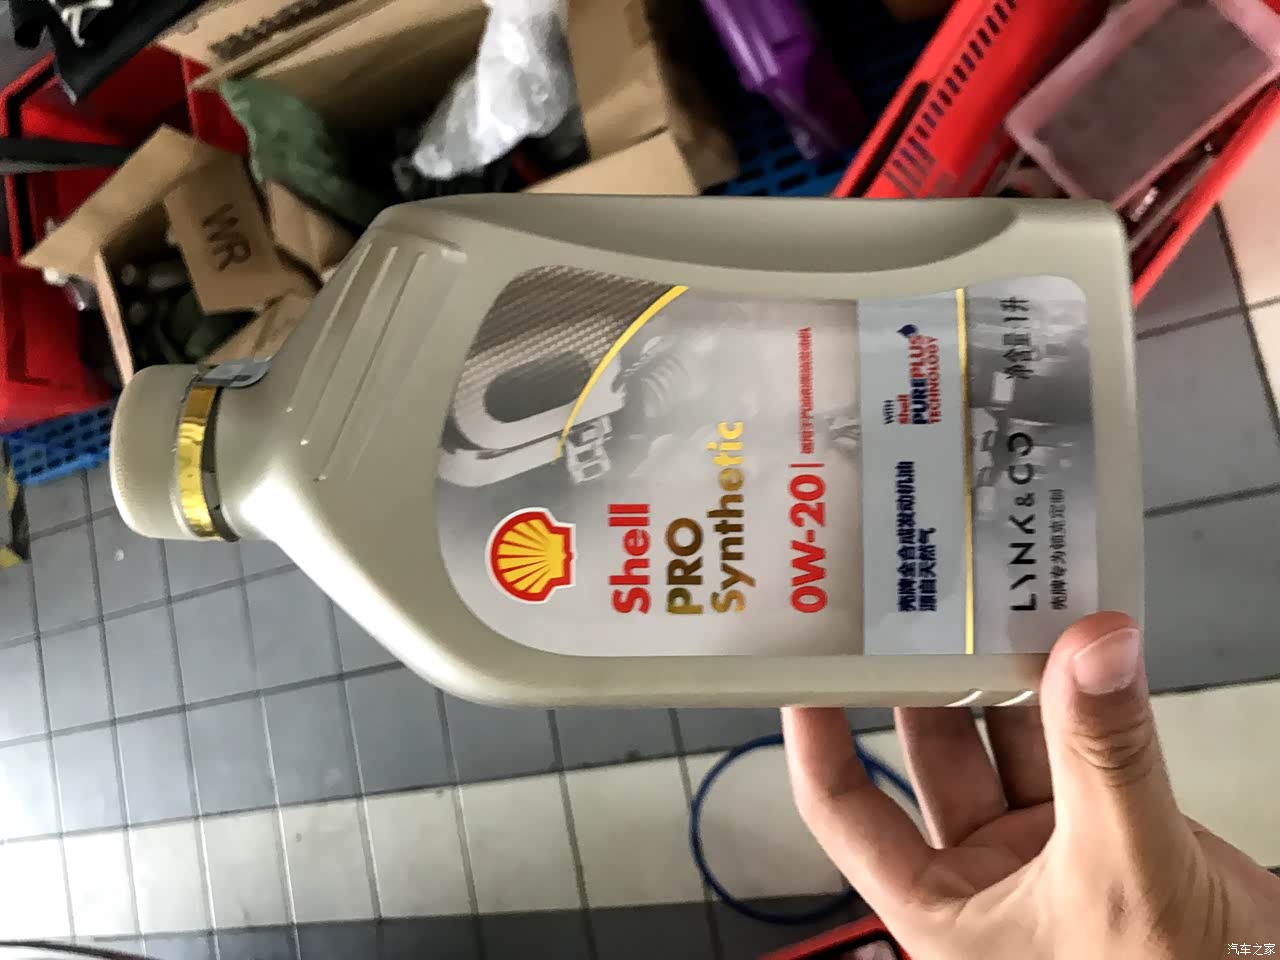 Shell
PRO
Synthetic
0W-20
壳牌全合成发动机油
源自天然气
WITH
Shell
PUREPLUS
TECHNOLOGY
LYNK & CO
壳牌专为领克定制
净含量:1升
WR
汽车之家